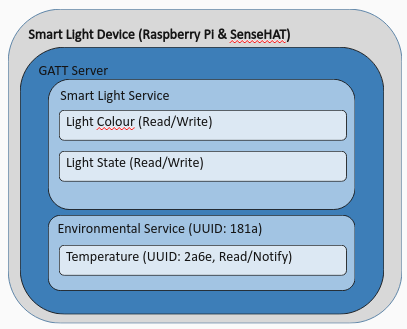 Smart Light Device (Raspberry Pi & SenseHAT)
GATT Server
Smart Light Service
Light Colour (Read/Write)
Light State (Read/Write)
Environmental Service (UUID: 181a)
Temperature (UUID: 2a6e, Read/Notify)